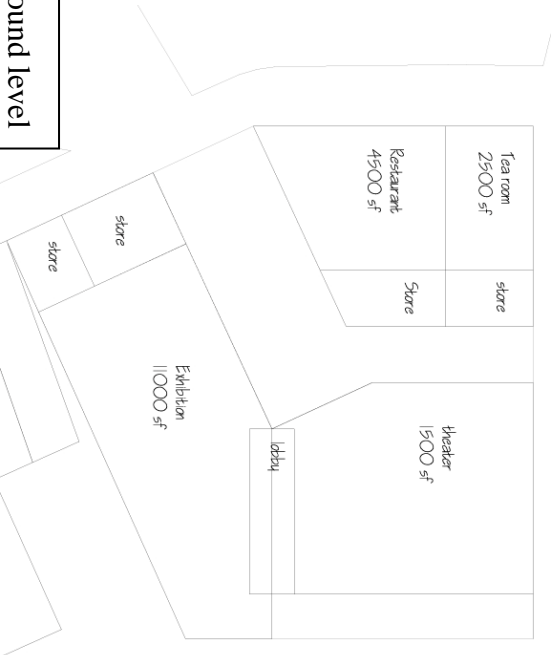 ound level
Tea room
2500 sf
Restaurant
4500 sf
store
Store
store
store
theater
1500 sf
Exhibition
11000 sf
lobby